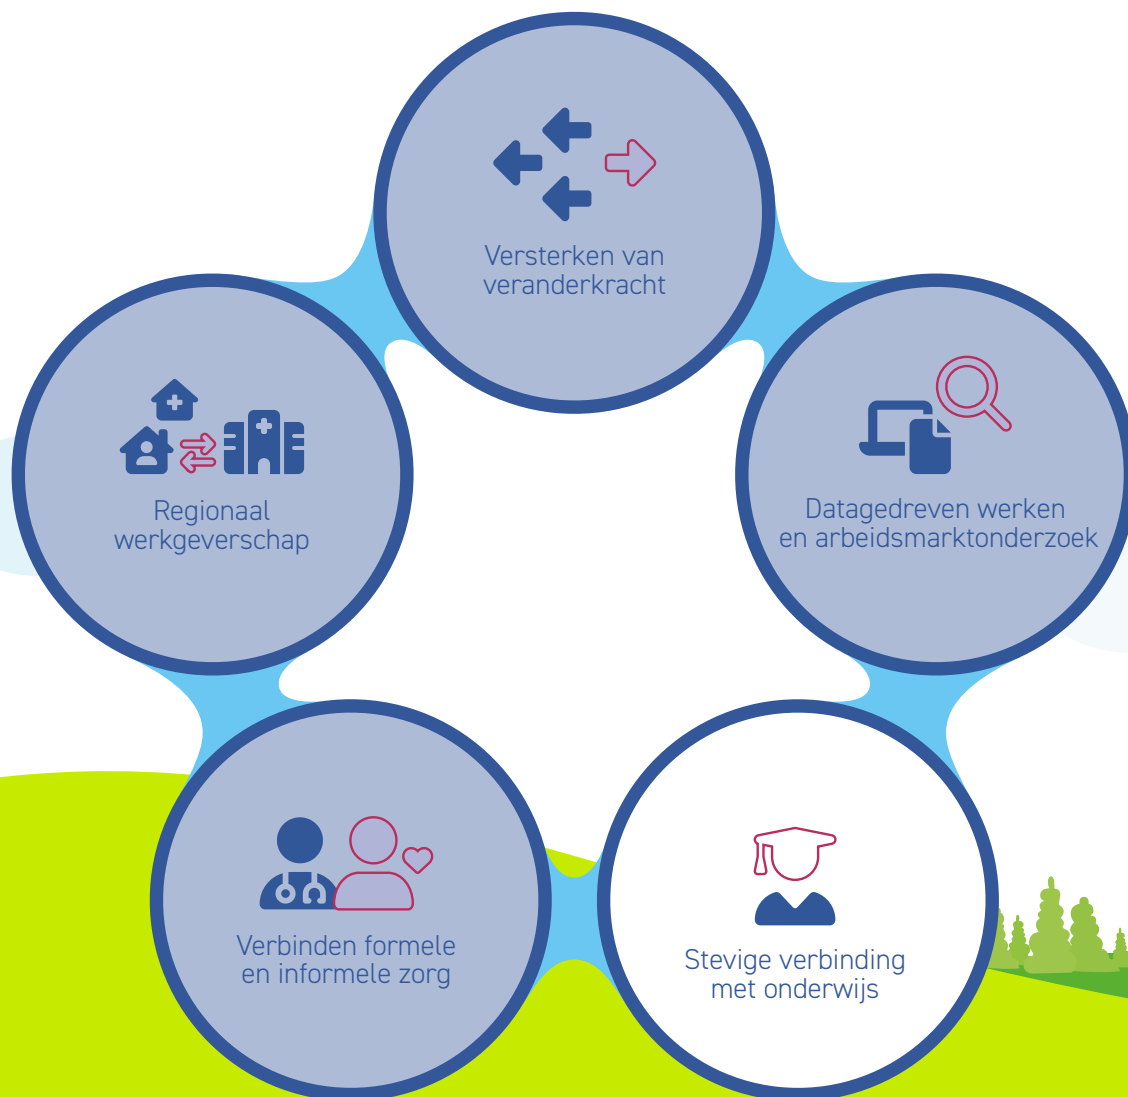 Versterken van
veranderkracht
Regionaal
werkgeverschap
Datagedreven werken
en arbeidsmarktonderzoek
Verbinden formele
en informele zorg
Stevige verbinding
met onderwijs